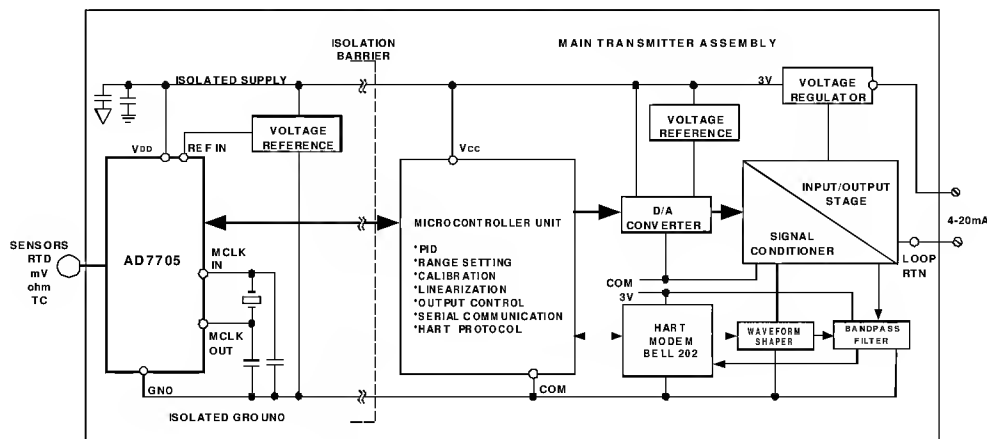 ISOLATION
BARRIER
MAIN TRANSMITTER ASSEMBLY
ISOLATED SUPPLY
3V
VOLTAGE
REGULATOR
VOLTAGE
REFERENCE
VOLTAGE
REFERENCE
VDD
REF IN
VCC
INPUT/OUTPUT
STAGE
SIGNAL
CONDITIONER
4-20mA
LOOP
RTN
D/A
CONVERTER
MICROCONTROLLER UNIT
*PID
*RANGE SETTING
*CALIBRATION
*LINEARIZATION
*OUTPUT CONTROL
*SERIAL COMMUNICATION
*HART PROTOCOL
SENSORS
RTD
mV
ohm
TC
AD7705
MCLK
IN
MCLK
OUT
COM
3V
HART
MODEM
BELL 202
WAVEFORM
SHAPER
BANDPASS
FILTER
GNO
COM
ISOLATED GROUND